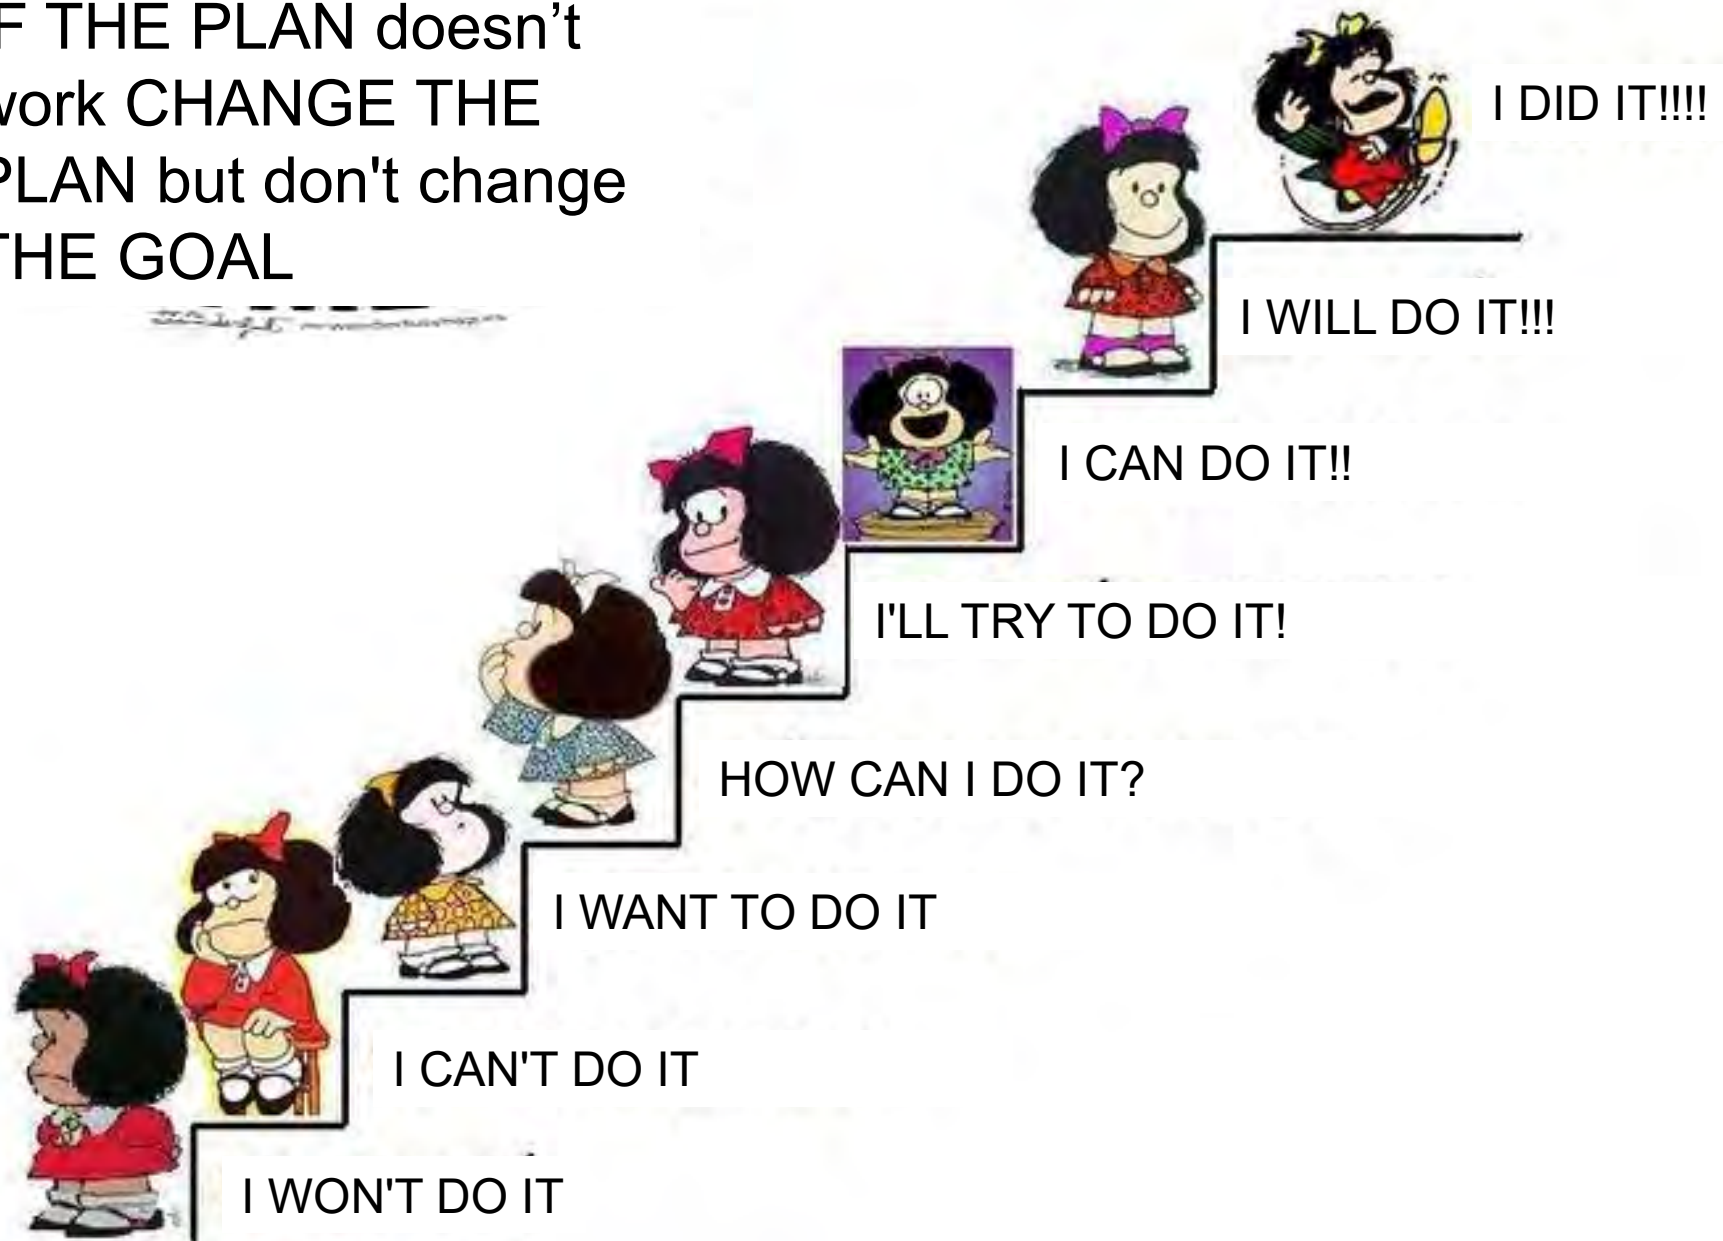 F THE PLAN doesn’t
work CHANGE THE
PLAN but don't change
THE GOAL
I DID IT!!!!
I WILL DO IT!!!
I CAN DO IT!!
I'LL TRY TO DO IT!
HOW CAN I DO IT?
I WANT TO DO IT
I CAN'T DO IT
I WON'T DO IT